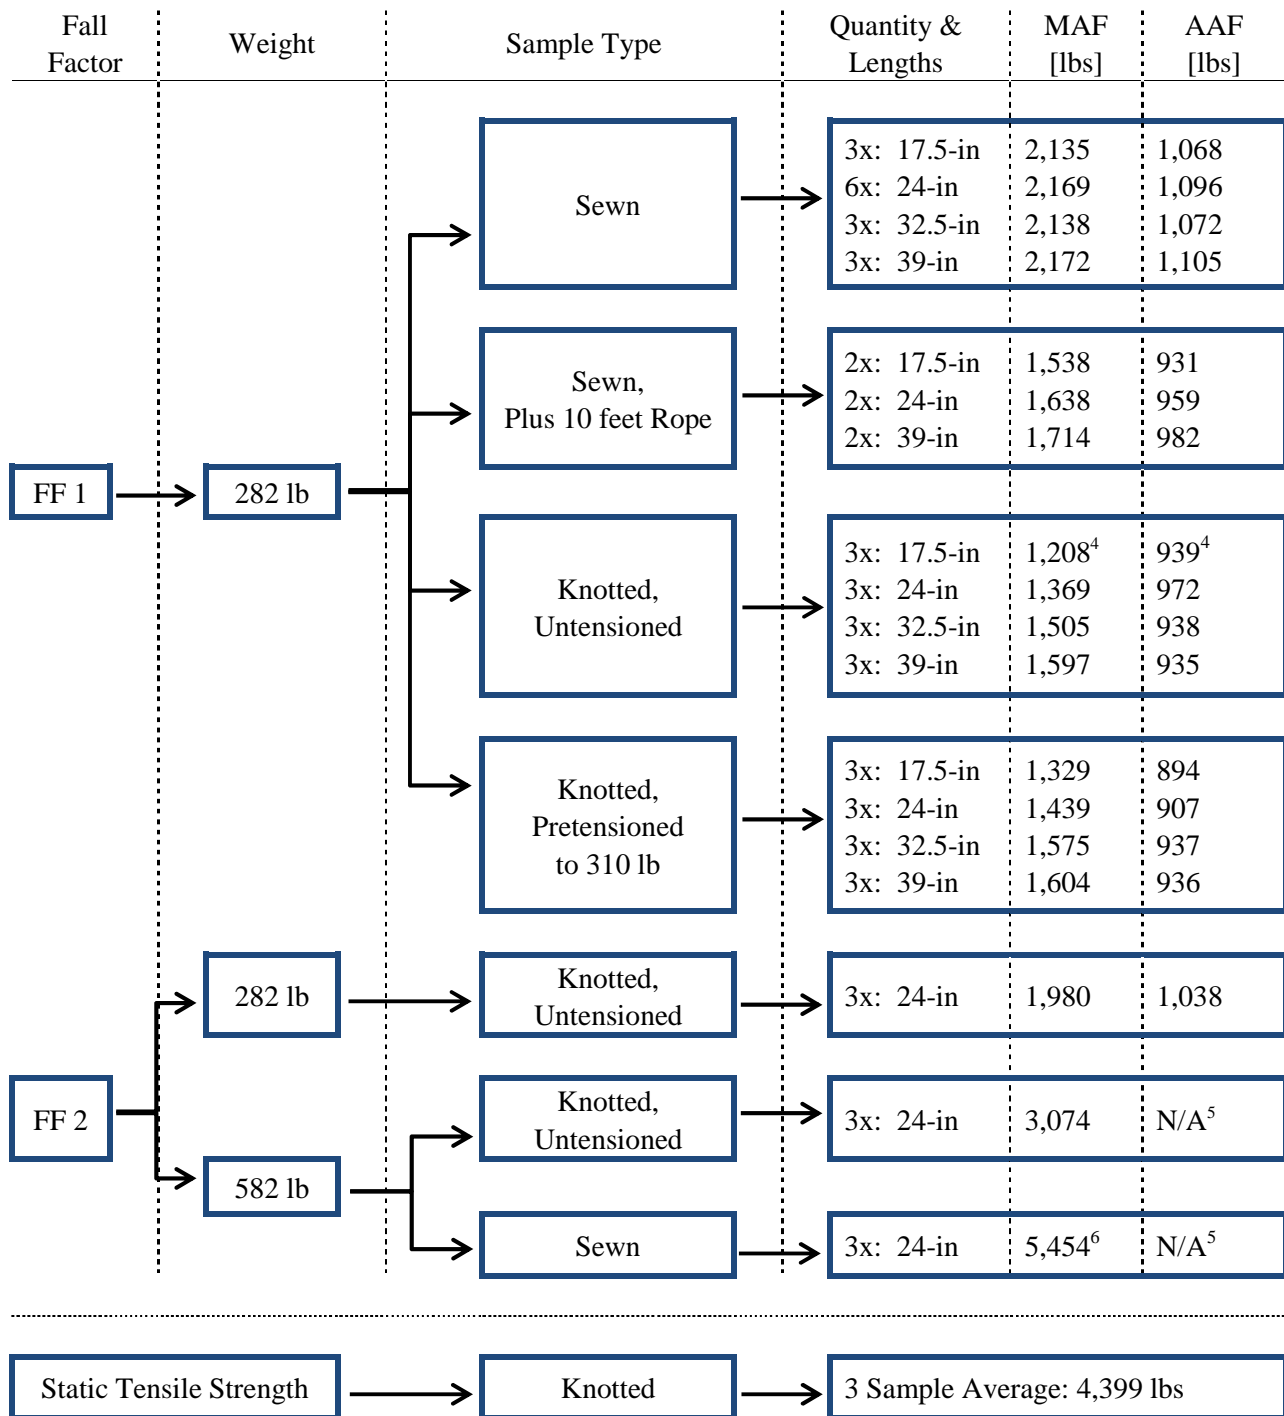 Fall Factor
Weight
Sample Type
Quantity & Lengths
MAF [lbs]
AAF [lbs]
FF 1
282 lb
Sewn
3x: 17.5-in 2,135 1,068
6x: 24-in 2,169 1,096
3x: 32.5-in 2,138 1,072
3x: 39-in 2,172 1,105
Sewn,
Plus 10 feet Rope
2x: 17.5-in 1,538 931
2x: 24-in 1,638 959
2x: 39-in 1,714 982
Knotted,
Untensioned
3x: 17.5-in 1,208⁴ 939⁴
3x: 24-in 1,369 972
3x: 32.5-in 1,505 938
3x: 39-in 1,597 935
Knotted,
Pretensioned
to 310 lb
3x: 17.5-in 1,329 894
3x: 24-in 1,439 907
3x: 32.5-in 1,575 937
3x: 39-in 1,604 936
FF 2
282 lb
Knotted,
Untensioned
3x: 24-in 1,980 1,038
582 lb
Knotted,
Untensioned
3x: 24-in 3,074 N/A⁵
Sewn
3x: 24-in 5,454⁶ N/A⁵
Static Tensile Strength
Knotted
3 Sample Average: 4,399 lbs